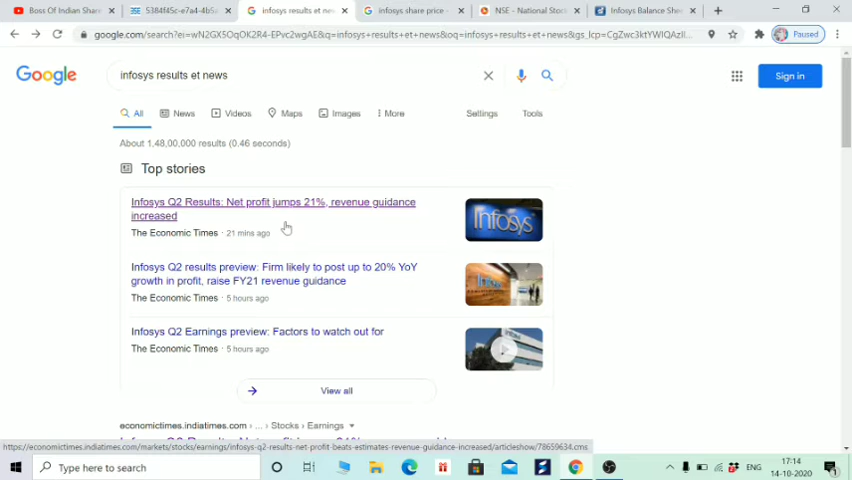 Boss Of Indian Shar
5384f45c-e7a4-4b5a
infosys results et new
infosys share price -
NSE - National Stoc
Infosys Balance She
google.com/search?ei=wN2GX5OqOK2R4-EPvc2wgAE&q=infosys+results+et+news&oq=infosys+results+et+news&gs_lcp=CgZwc3ktYWIQAzIt...
Paused
Google
infosys results et news
Sign in
All
News
Videos
Maps
Images
More
Settings
Tools
About 1,48,00,000 results (0.46 seconds)
Top stories
Infosys Q2 Results: Net profit jumps 21%, revenue guidance
increased
The Economic Times · 21 mins ago
Infosys
Infosys Q2 results preview: Firm likely to post up to 20% YoY
growth in profit, raise FY21 revenue guidance
The Economic Times · 5 hours ago
Infosys Q2 Earnings preview: Factors to watch out for
The Economic Times · 5 hours ago
View all
economictimes.indiatimes.com › ... › Stocks › Earnings
https://economictimes.indiatimes.com/markets/stocks/earnings/infosys-q2-results-net-profit-beats-estimates-revenue-guidance-increased/articleshow/78659634.cms
Type here to search
ENG
17:14
14-10-2020